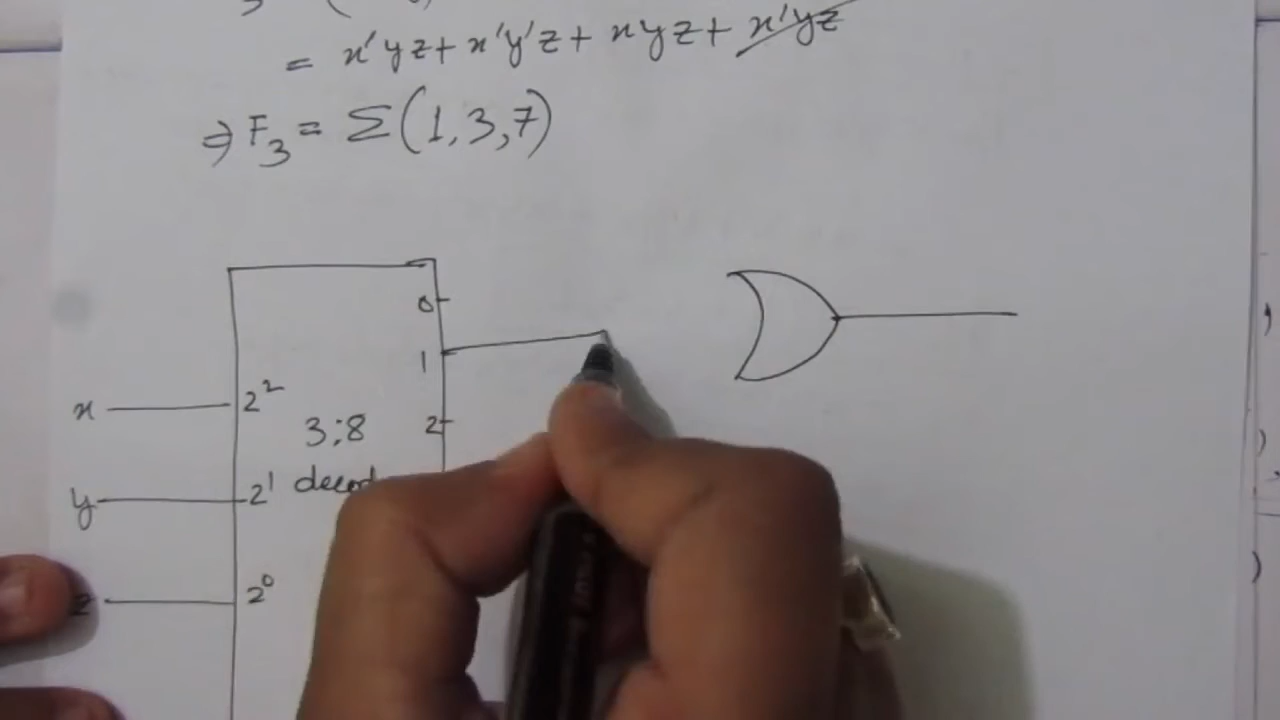 = x'yz + x'y'z + xyz + x'yz
⇒ F₃ = Σ(1,3,7)
0
1
x 2² 3:8 2
y 2¹
z 2⁰
)
)